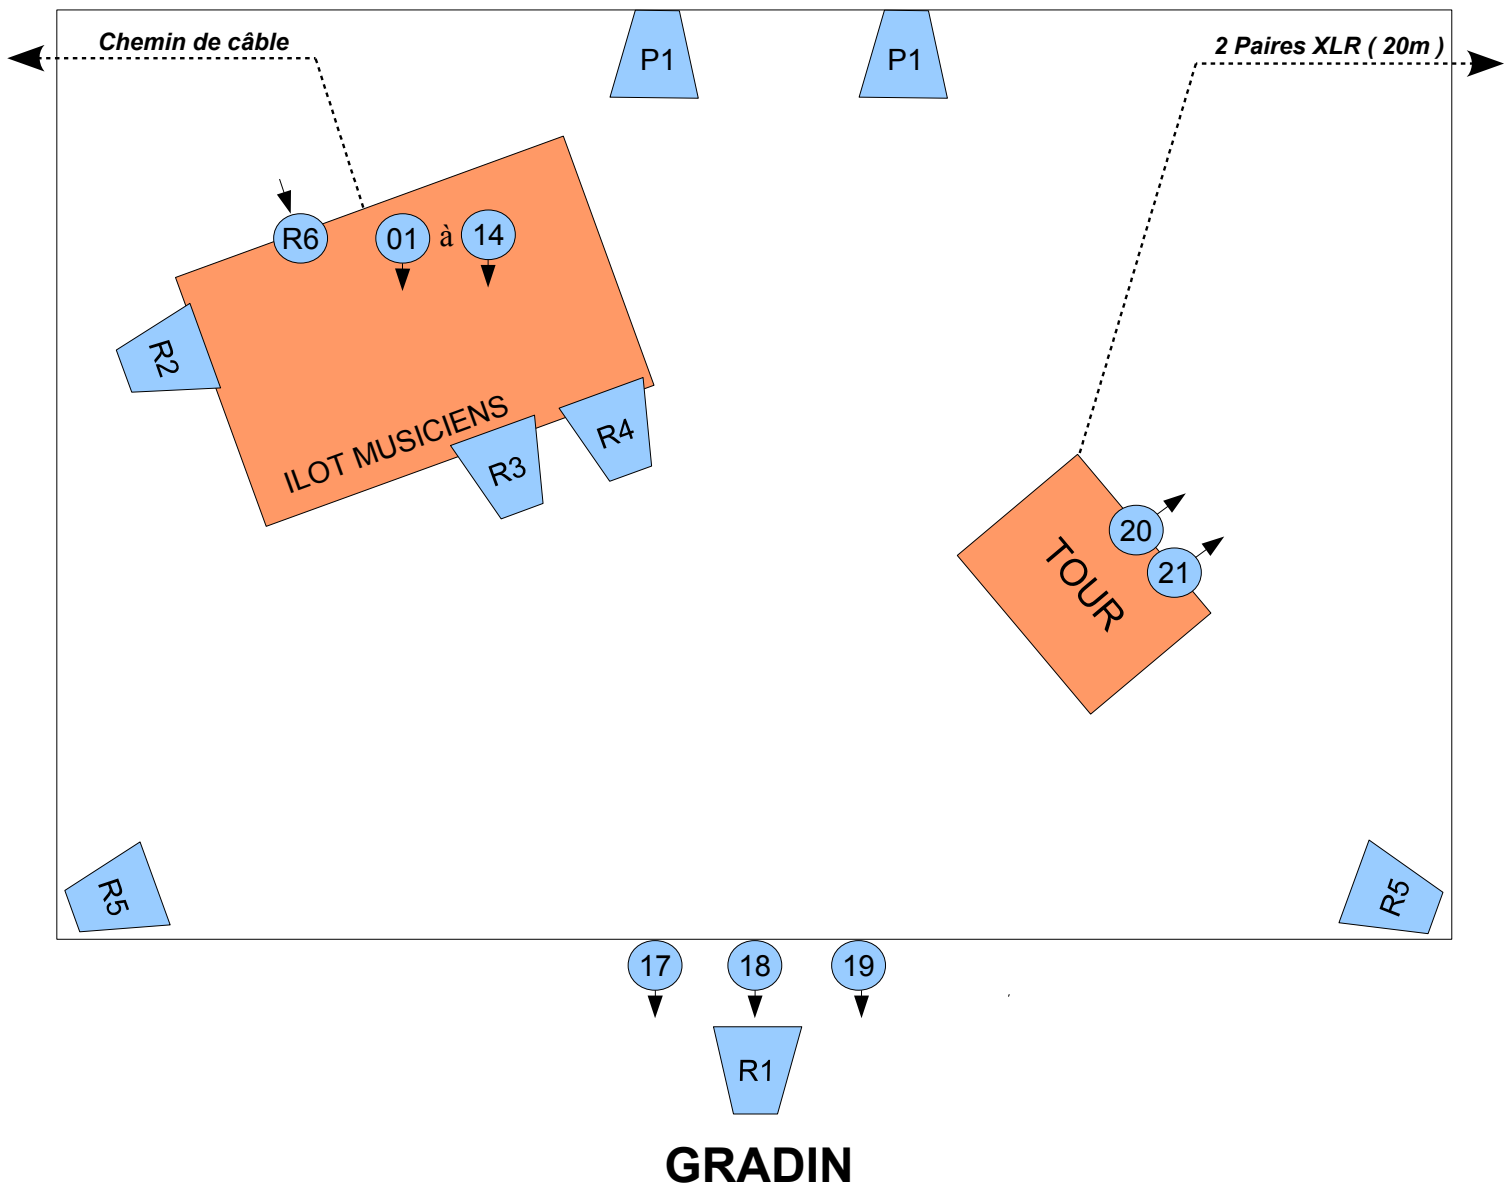 Chemin de câble
2 Paires XLR ( 20m )
P1
P1
R6
01 à 14
R2
ILOT MUSICIENS
R3
R4
20
21
TOUR
R5
R5
17
18
19
R1
GRADIN